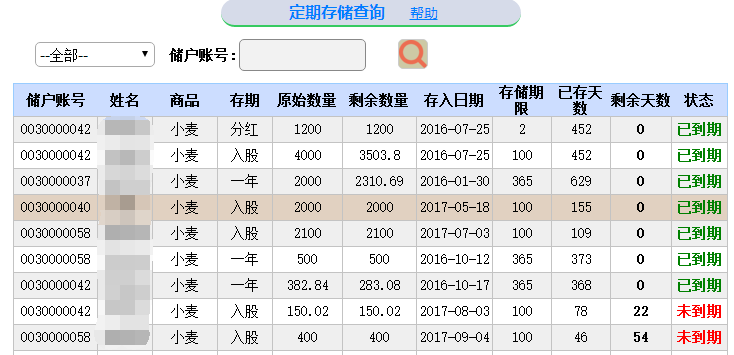 定期存储查询 帮助
--全部-- 储户账号:
储户账号 姓名 商品 存期 原始数量 剩余数量 存入日期 存储期限 已存天数 剩余天数 状态
0030000042 小麦 分红 1200 1200 2016-07-25 2 452 0 已到期
0030000042 小麦 入股 4000 3503.8 2016-07-25 100 452 0 已到期
0030000037 小麦 一年 2000 2310.69 2016-01-30 365 629 0 已到期
0030000040 小麦 入股 2000 2000 2017-05-18 100 155 0 已到期
0030000058 小麦 入股 2100 2100 2017-07-03 100 109 0 已到期
0030000058 小麦 一年 500 500 2016-10-12 365 373 0 已到期
0030000042 小麦 一年 382.84 283.08 2016-10-17 365 368 0 已到期
0030000042 小麦 入股 150.02 150.02 2017-08-03 100 78 22 未到期
0030000058 小麦 入股 400 400 2017-09-04 100 46 54 未到期